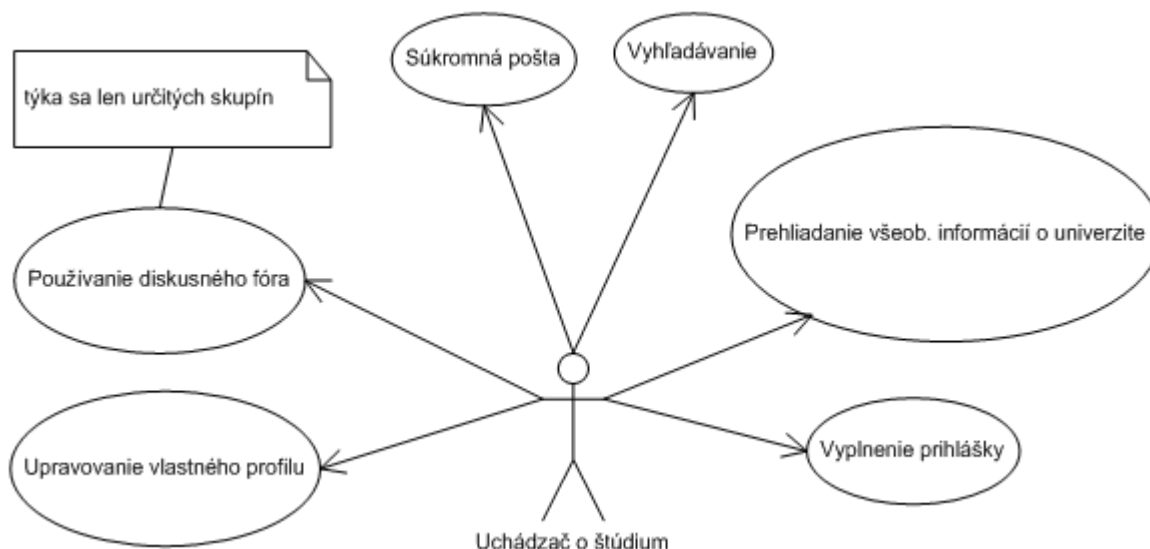 Súkromná pošta
Vyhľadávanie
týka sa len určitých skupín
Prehliadanie všeob. informácií o univerzite
Používanie diskusného fóra
Vyplnenie prihlášky
Upravovanie vlastného profilu
Uchádzač o štúdium